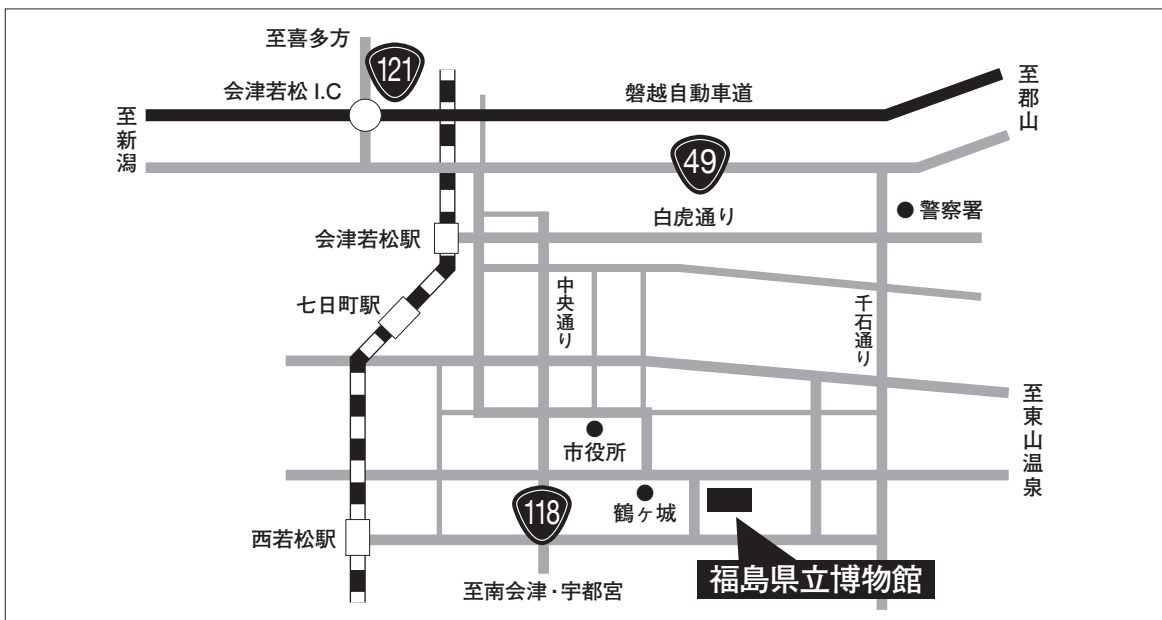 至喜多方
121
会津若松 I.C
磐越自動車道
至郡山
至新潟
49
白虎通り
警察署
会津若松駅
七日町駅
中央通り
千石通り
至東山温泉
市役所
118
鶴ヶ城
西若松駅
福島県立博物館
至南会津・宇都宮